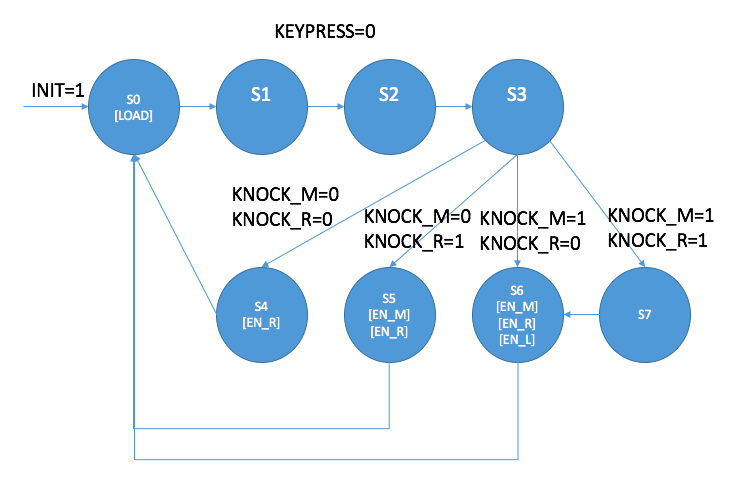 KEYPRESS=0
INIT=1
S0
[LOAD]
S1
S2
S3
KNOCK_M=0
KNOCK_R=0
KNOCK_M=0
KNOCK_R=1
KNOCK_M=1
KNOCK_R=0
KNOCK_M=1
KNOCK_R=1
S4
[EN_R]
S5
[EN_M]
[EN_R]
S6
[EN_M]
[EN_R]
[EN_L]
S7